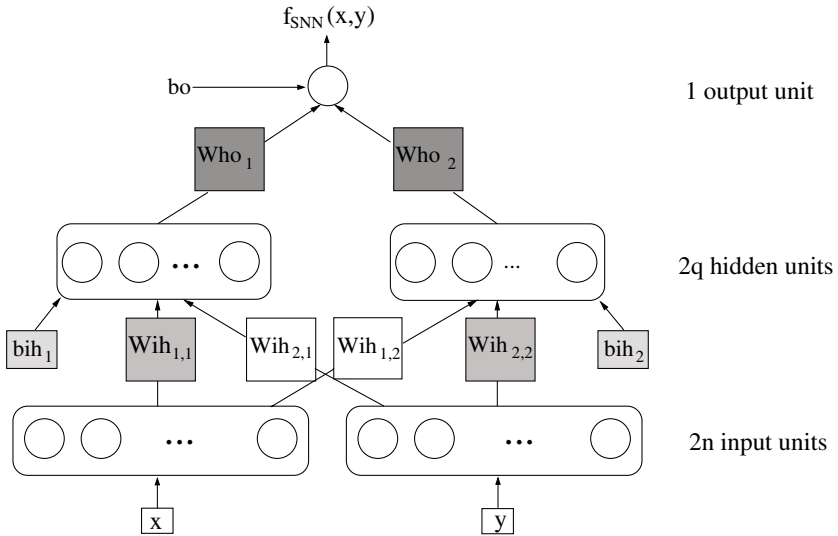 f_SNN(x,y)
bo
1 output unit
Who_1
Who_2
...
...
2q hidden units
bih_1
Wih_1,1
Wih_2,1
Wih_1,2
Wih_2,2
bih_2
...
...
2n input units
x
y